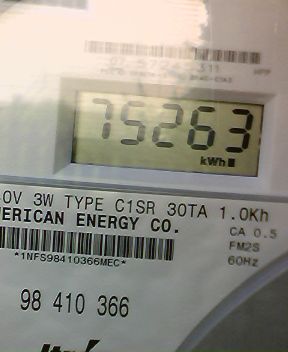 75263
kWh
0V 3W TYPE C1SR 30TA 1.0Kh
ERICAN ENERGY CO.
CA 0.5
FM2S
*1NFS98410366MEC*
60Hz
98 410 366